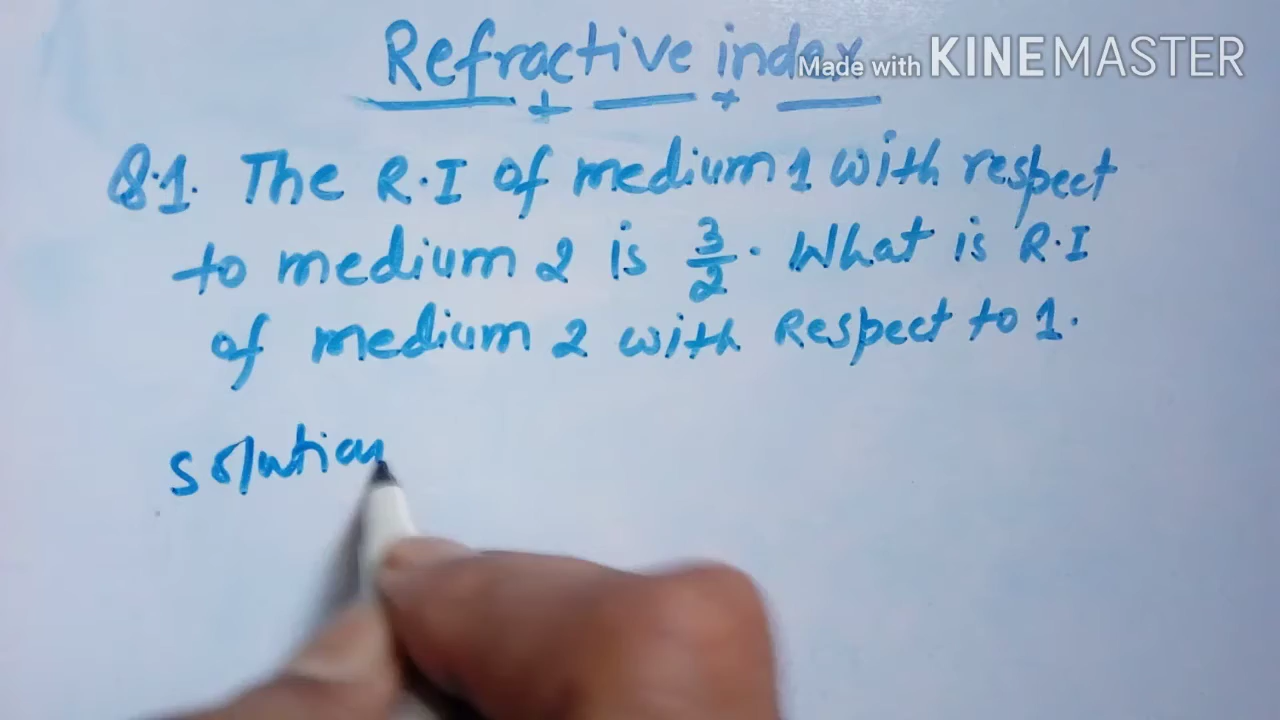 Refractive index
Made with KINEMASTER
Q.1. The R.I of medium 1 with respect
to medium 2 is 3/2. What is R.I
of medium 2 with Respect to 1.
solution